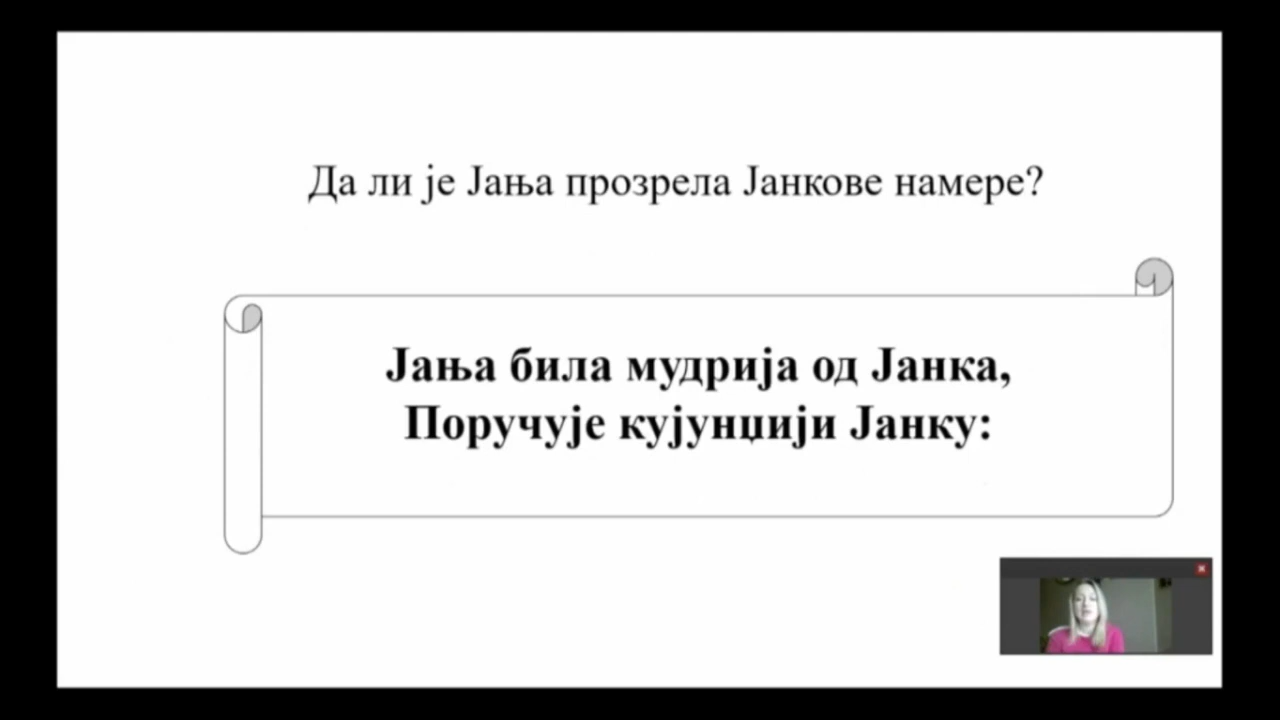 Да ли је Јања прозрела Јанкове намере?
Јања била мудрија од Јанка,
Поручује кујунџији Јанку: